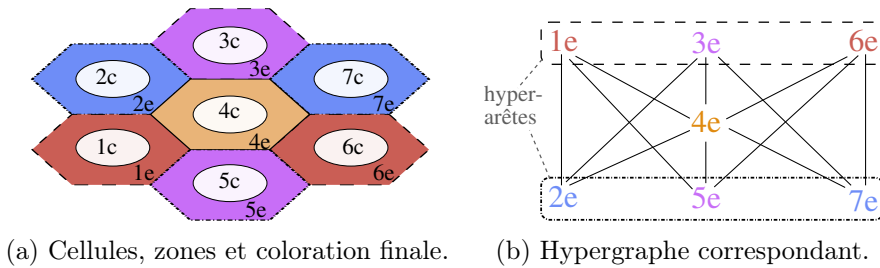 3c
3e
2c
2e
7c
7e
4c
4e
1c
1e
6c
6e
5c
5e
(a) Cellules, zones et coloration finale.
1e 3e 6e
hyper-
arêtes
4e
2e 5e 7e
(b) Hypergraphe correspondant.